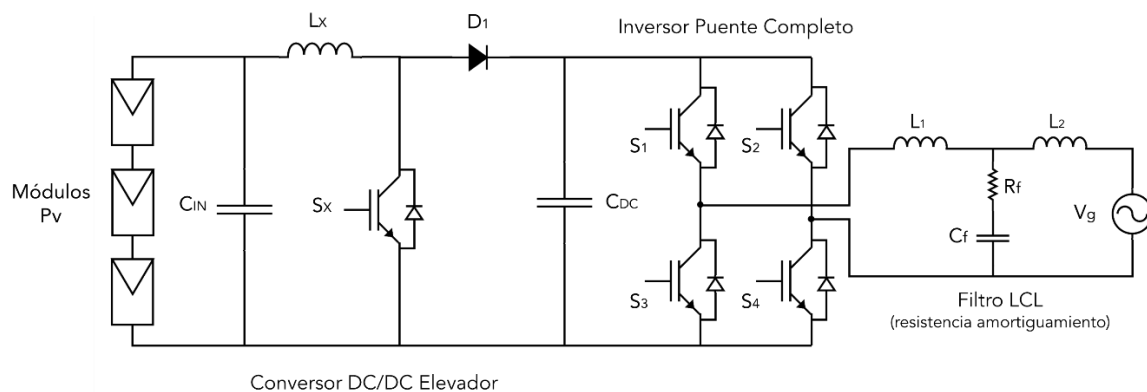 Lx
D1
Inversor Puente Completo
S1
S2
L1
L2
Módulos
Pv
CIN
Sx
CDC
Rf
Cf
Vg
S3
S4
Filtro LCL
(resistencia amortiguamiento)
Conversor DC/DC Elevador